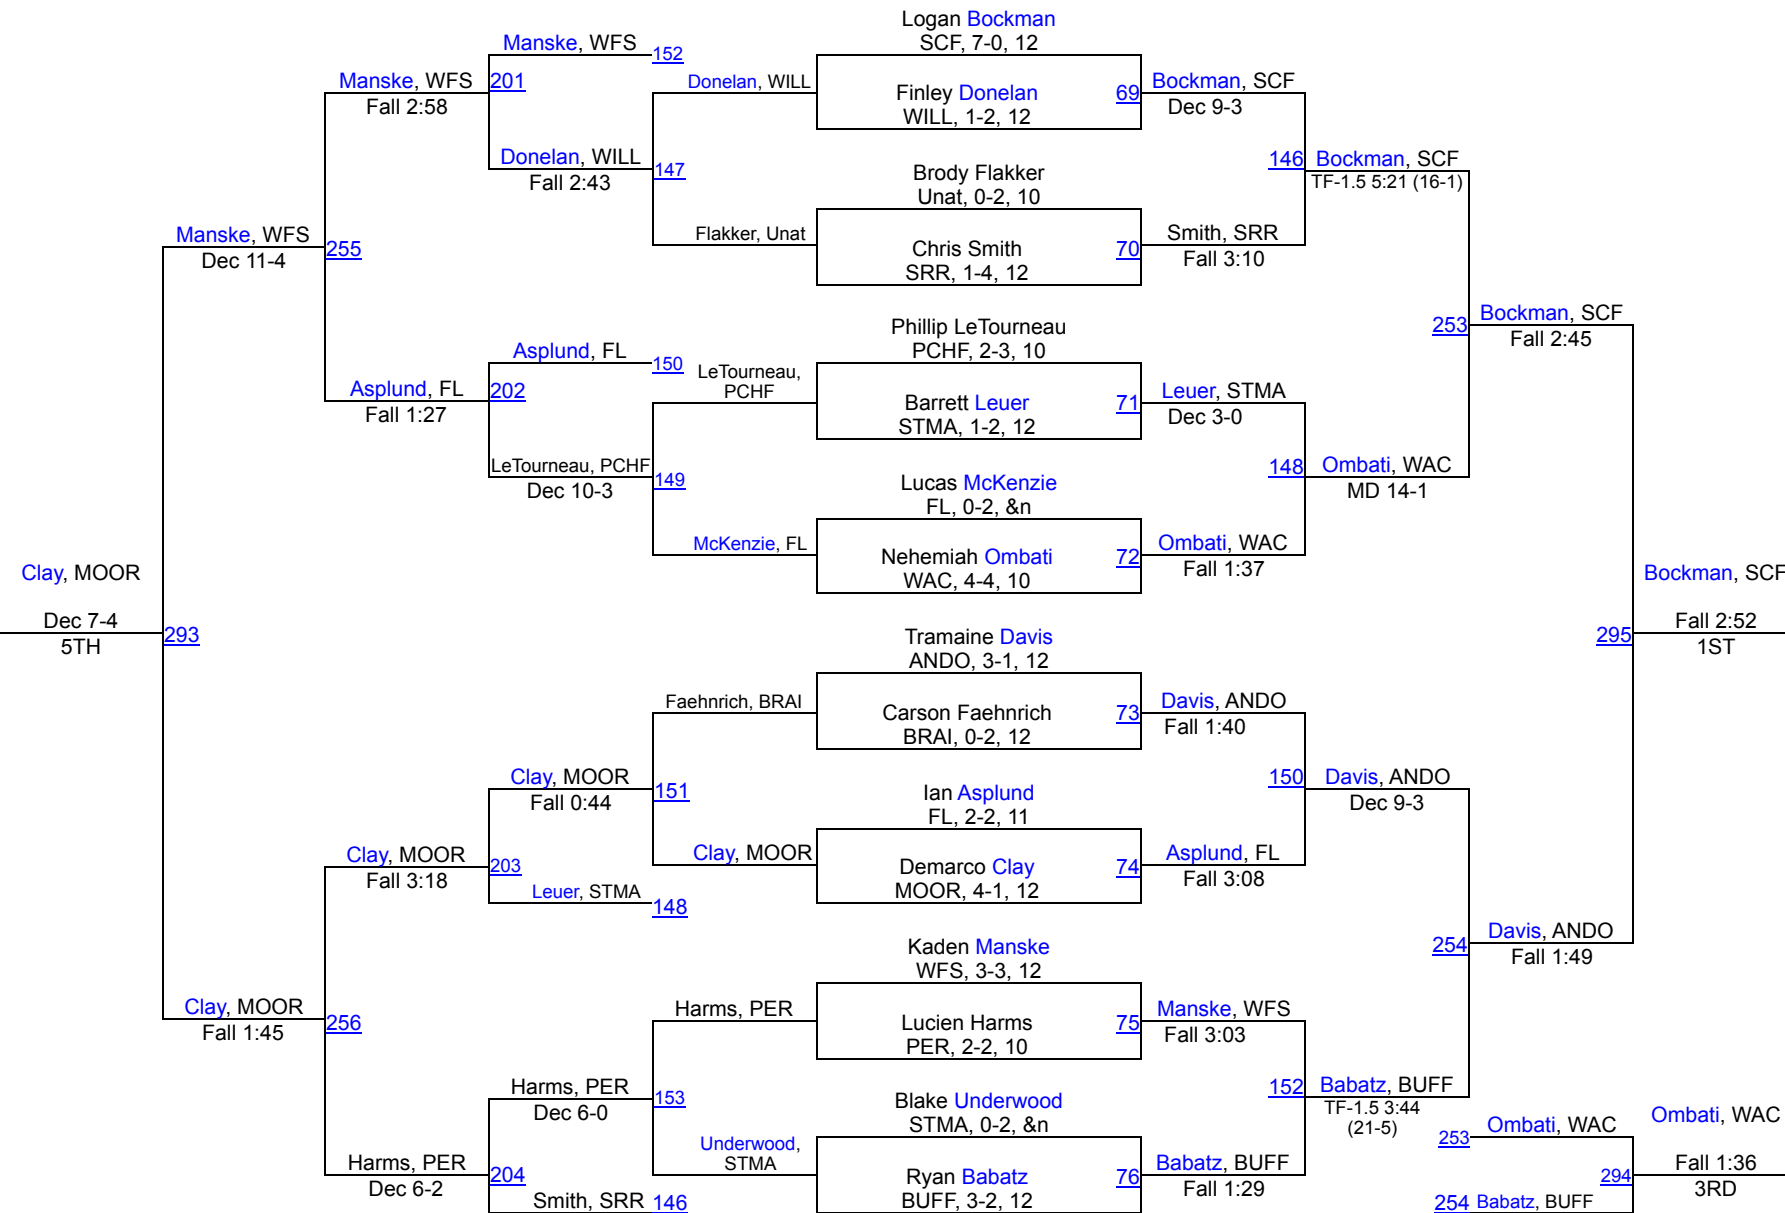 Logan Bockman
SCF, 7-0, 12
Manske, WFS
152
Manske, WFS
201
Fall 2:58
Donelan, WILL
Finley Donelan
WILL, 1-2, 12
69
Bockman, SCF
Dec 9-3
Donelan, WILL
147
Fall 2:43
Brody Flakker
Unat, 0-2, 10
146
Bockman, SCF
TF-1.5 5:21 (16-1)
Manske, WFS
255
Dec 11-4
Flakker, Unat
Chris Smith
SRR, 1-4, 12
70
Smith, SRR
Fall 3:10
Phillip LeTourneau
PCHF, 2-3, 10
253
Bockman, SCF
Fall 2:45
Asplund, FL
150
LeTourneau,
PCHF
Asplund, FL
202
Fall 1:27
Barrett Leuer
STMA, 1-2, 12
71
Leuer, STMA
Dec 3-0
LeTourneau, PCHF
149
Dec 10-3
Lucas McKenzie
FL, 0-2, &n
148
Ombati, WAC
MD 14-1
McKenzie, FL
Nehemiah Ombati
WAC, 4-4, 10
72
Ombati, WAC
Fall 1:37
Clay, MOOR
Dec 7-4
5TH
293
Bockman, SCF
295
Fall 2:52
1ST
Tramaine Davis
ANDO, 3-1, 12
Faehnrich, BRAI
Carson Faehnrich
BRAI, 0-2, 12
73
Davis, ANDO
Fall 1:40
Clay, MOOR
151
Fall 0:44
Ian Asplund
FL, 2-2, 11
150
Davis, ANDO
Dec 9-3
Clay, MOOR
203
Fall 3:18
Clay, MOOR
Demarco Clay
MOOR, 4-1, 12
74
Asplund, FL
Fall 3:08
Leuer, STMA
148
Kaden Manske
WFS, 3-3, 12
254
Davis, ANDO
Fall 1:49
Clay, MOOR
256
Fall 1:45
Harms, PER
Lucien Harms
PER, 2-2, 10
75
Manske, WFS
Fall 3:03
Harms, PER
153
Dec 6-0
Blake Underwood
STMA, 0-2, &n
152
Babatz, BUFF
TF-1.5 3:44
(21-5)
Underwood,
STMA
Harms, PER
204
Dec 6-2
Ryan Babatz
BUFF, 3-2, 12
76
Babatz, BUFF
Fall 1:29
Smith, SRR
146
253
Ombati, WAC
Ombati, WAC
294
Fall 1:36
3RD
254
Babatz, BUFF